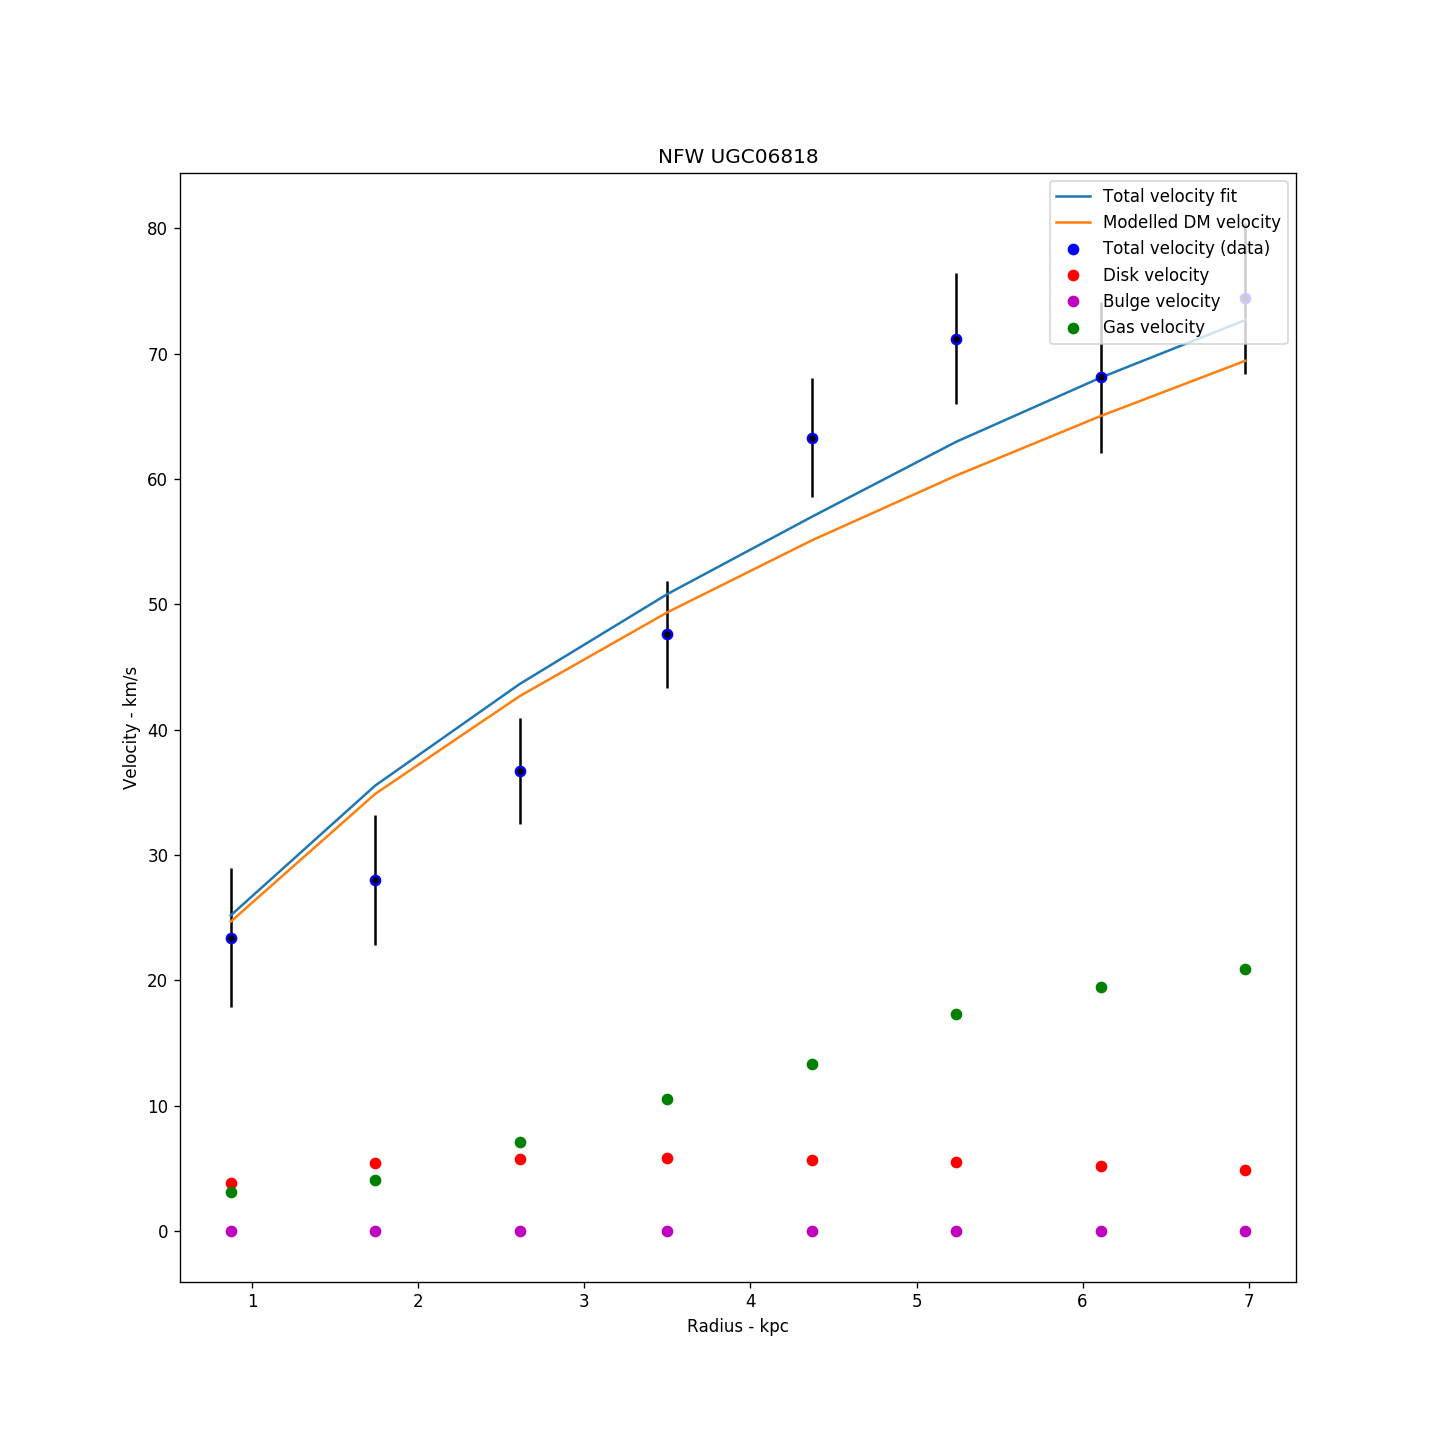 NFW UGC06818
Total velocity fit
Modelled DM velocity
Total velocity (data)
Disk velocity
Bulge velocity
Gas velocity
80
70
60
50
40
30
20
10
0
Velocity - km/s
1 2 3 4 5 6 7
Radius - kpc